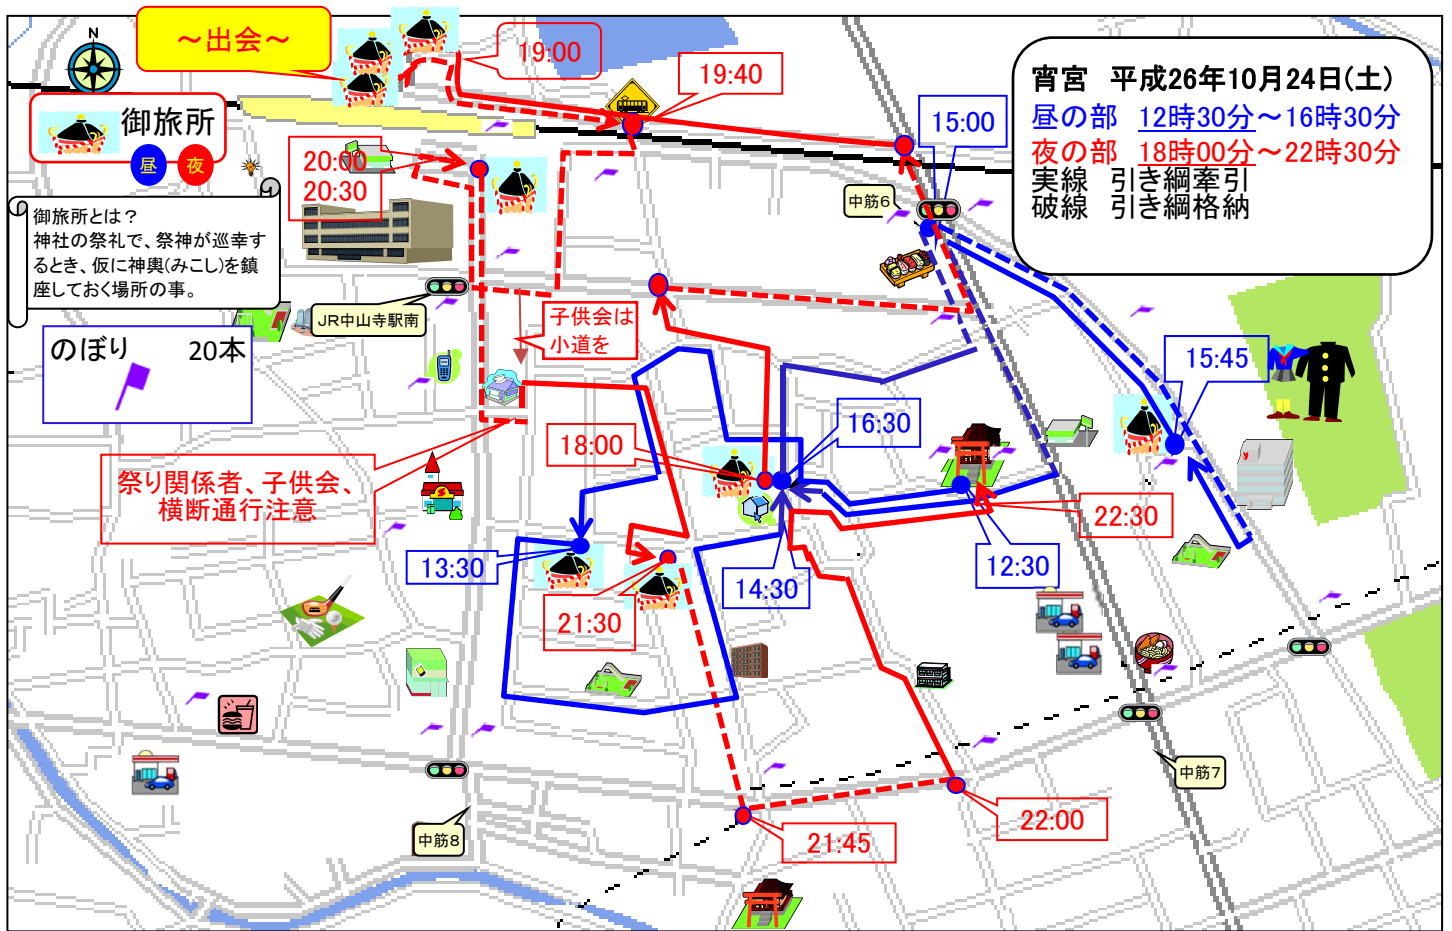 N
～出会～
19:00
19:40
宵宮　平成26年10月24日(土)
昼の部　12時30分～16時30分
夜の部　18時00分～22時30分
実線　引き綱牽引
破線　引き綱格納
御旅所
昼
夜
15:00
20:00
20:30
中筋6
御旅所とは？
神社の祭礼で、祭神が巡幸す
るとき、仮に神輿(みこし)を鎮
座しておく場所の事。
JR中山寺駅南
子供会は
小道を
のぼり　20本
15:45
16:30
18:00
祭り関係者、子供会、
横断通行注意
22:30
13:30
12:30
14:30
21:30
中筋7
22:00
中筋8
21:45